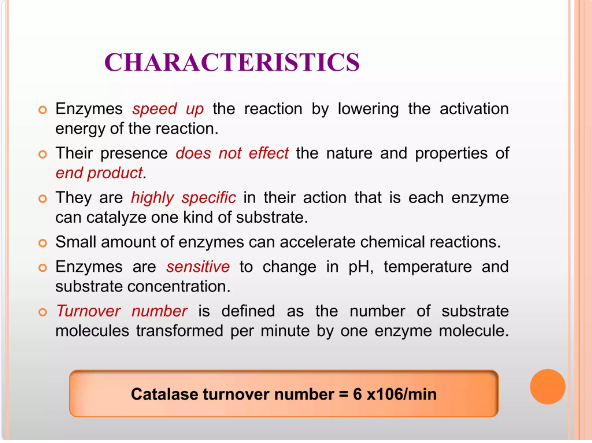 CHARACTERISTICS
Enzymes speed up the reaction by lowering the activation
energy of the reaction.
Their presence does not effect the nature and properties of
end product.
They are highly specific in their action that is each enzyme
can catalyze one kind of substrate.
Small amount of enzymes can accelerate chemical reactions.
Enzymes are sensitive to change in pH, temperature and
substrate concentration.
Turnover number is defined as the number of substrate
molecules transformed per minute by one enzyme molecule.
Catalase turnover number = 6 x106/min